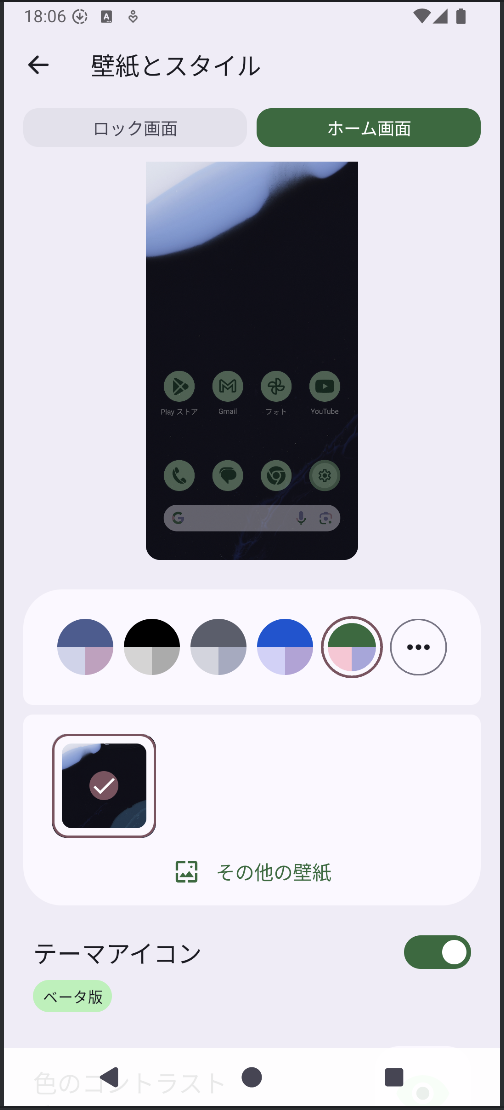 18:06
壁紙とスタイル
ロック画面
ホーム画面
Play ストア
Gmail
フォト
YouTube
その他の壁紙
テーマアイコン
ベータ版
色のコントラスト